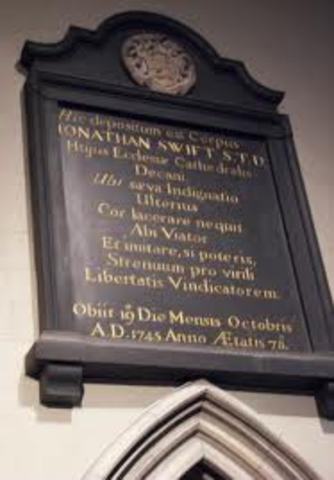 Hic depositum est Corpus
IONATHAN SWIFT S.T.D.
Hujus Ecclesiæ Cathedralis
Decani
Ubi sæva Indignatio
Ulterius
Cor lacerare nequit
Abi Viator
Et imitare, si poteris,
Strenuum pro virili
Libertatis Vindicatorem.
Obiit 19 Die Mensis Octobris
A.D. 1745 Anno Ætatis 78.